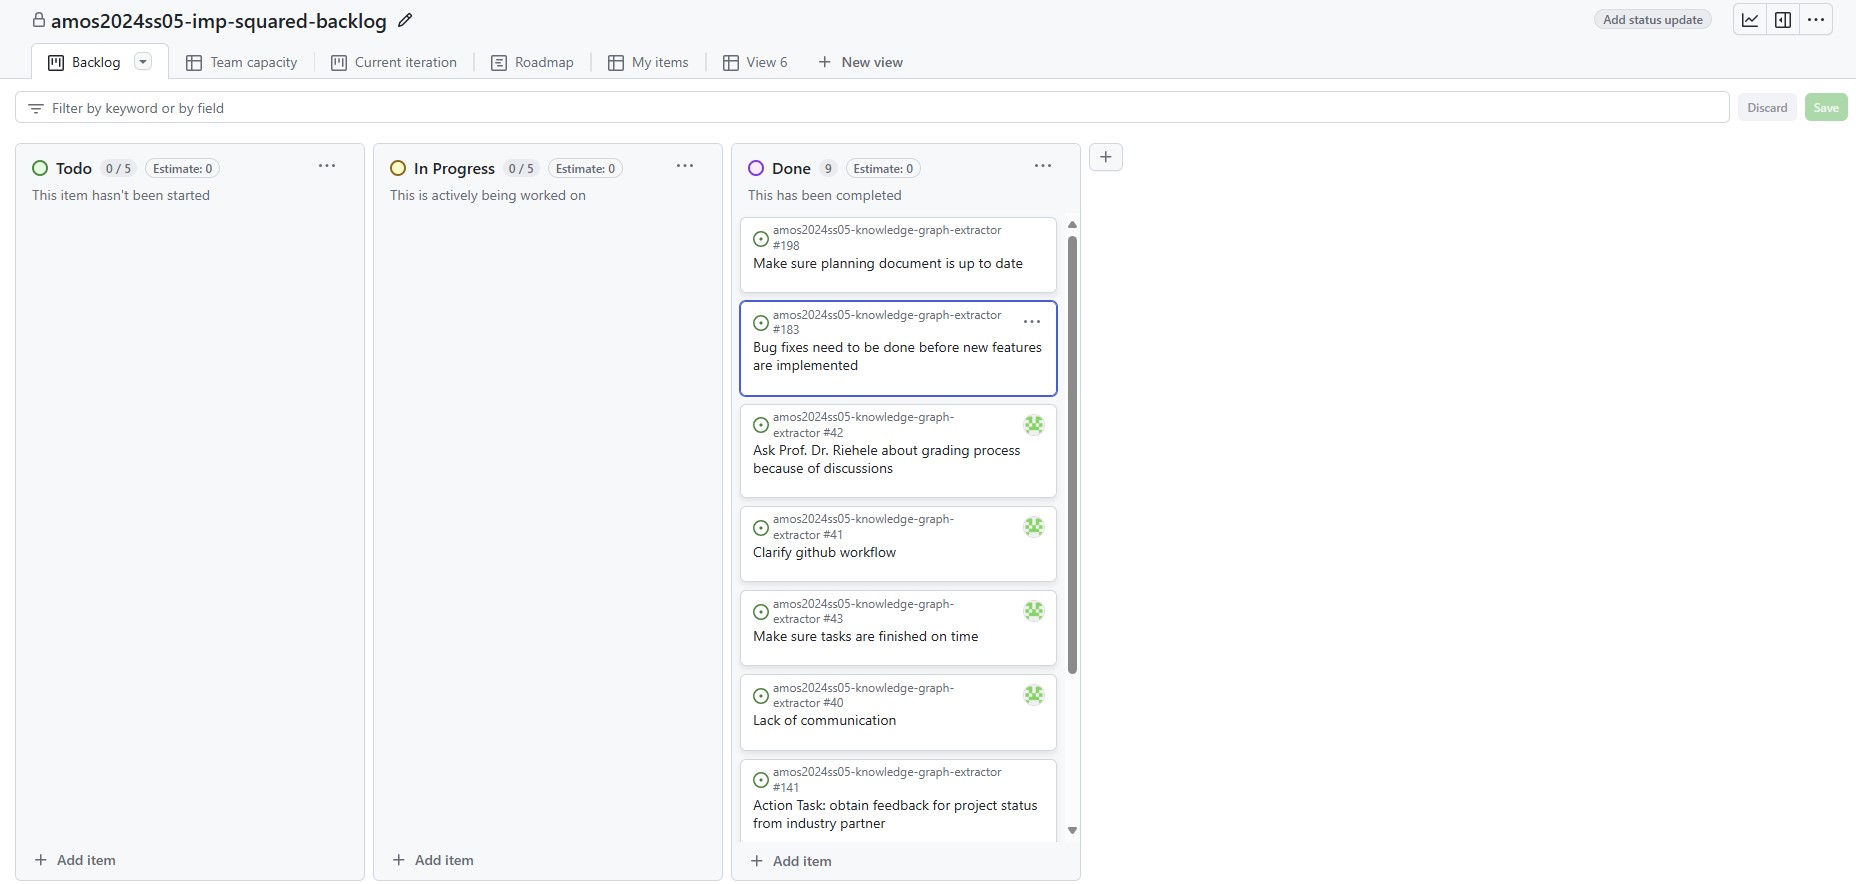 amos2024ss05-imp-squared-backlog
Add status update
Backlog
Team capacity
Current iteration
Roadmap
My items
View 6
New view
Filter by keyword or by field
Discard
Save
Todo 0 / 5 Estimate: 0
This item hasn't been started
Add item
In Progress 0 / 5 Estimate: 0
This is actively being worked on
Add item
Done 9 Estimate: 0
This has been completed
amos2024ss05-knowledge-graph-extractor
#198
Make sure planning document is up to date
amos2024ss05-knowledge-graph-extractor
#183
Bug fixes need to be done before new features
are implemented
amos2024ss05-knowledge-graph-
extractor #42
Ask Prof. Dr. Riehele about grading process
because of discussions
amos2024ss05-knowledge-graph-
extractor #41
Clarify github workflow
amos2024ss05-knowledge-graph-
extractor #43
Make sure tasks are finished on time
amos2024ss05-knowledge-graph-
extractor #40
Lack of communication
amos2024ss05-knowledge-graph-extractor
#141
Action Task: obtain feedback for project status
from industry partner
Add item